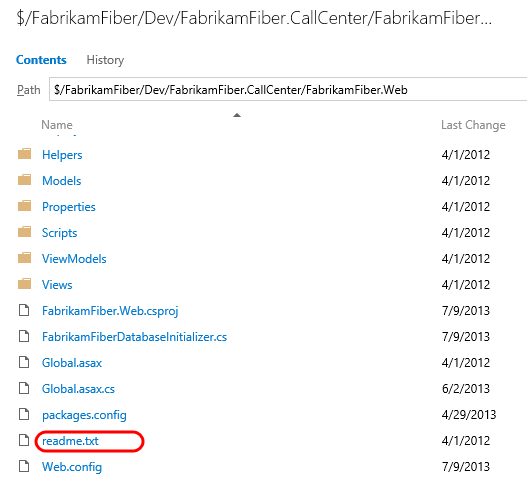 $/FabrikamFiber/Dev/FabrikamFiber.CallCenter/FabrikamFiber...
Contents History
Path $/FabrikamFiber/Dev/FabrikamFiber.CallCenter/FabrikamFiber.Web
Name Last Change
Helpers 4/1/2012
Models 4/1/2012
Properties 4/1/2012
Scripts 4/1/2012
ViewModels 4/1/2012
Views 4/1/2012
FabrikamFiber.Web.csproj 7/9/2013
FabrikamFiberDatabaseInitializer.cs 7/9/2013
Global.asax 4/1/2012
Global.asax.cs 6/2/2013
packages.config 4/29/2013
readme.txt 4/1/2012
Web.config 7/9/2013